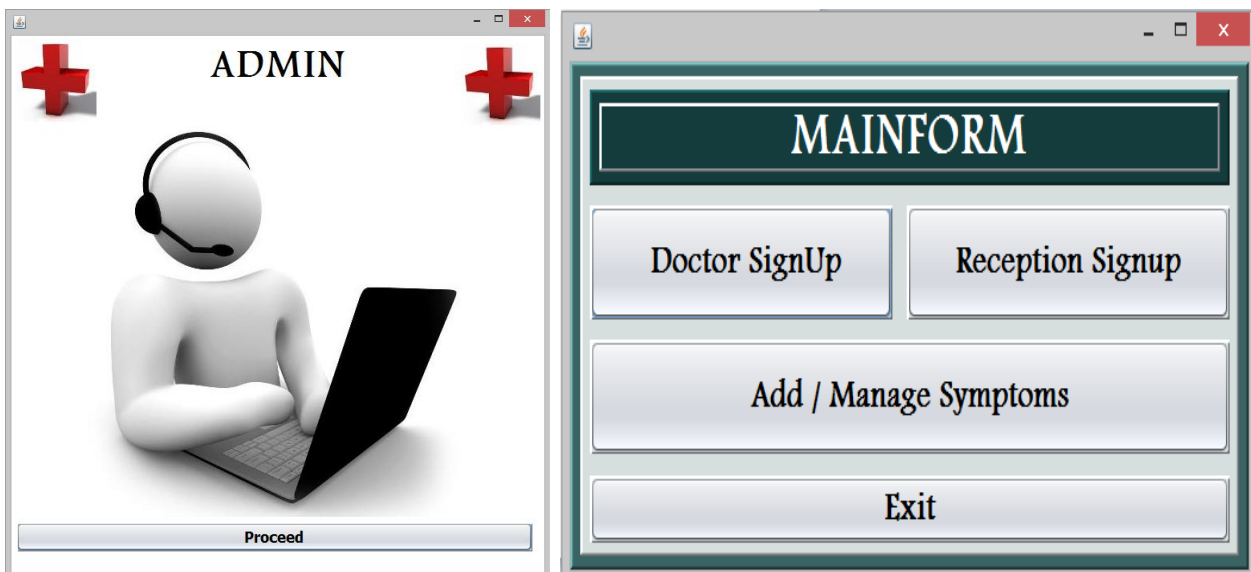 ADMIN
Proceed
MAINFORM
Doctor SignUp
Reception Signup
Add / Manage Symptoms
Exit